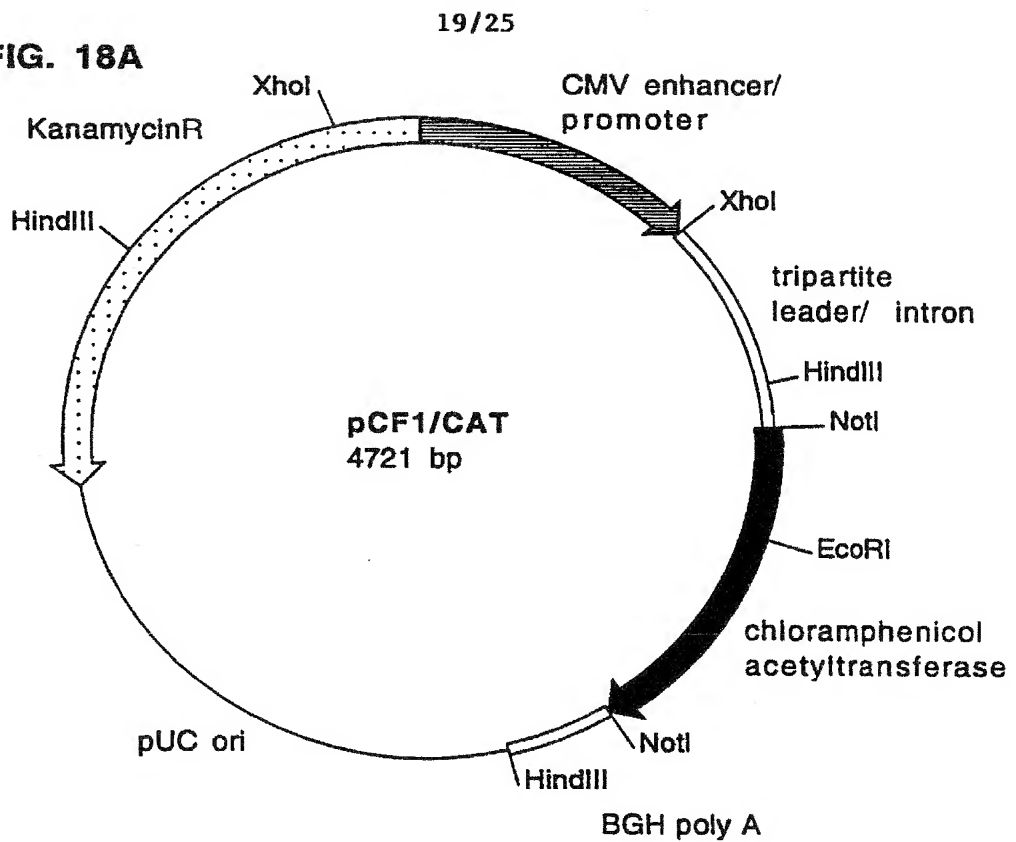 19/25
FIG. 18A
XhoI
CMV enhancer/
promoter
KanamycinR
XhoI
HindIII
tripartite
leader/ intron
HindIII
NotI
pCF1/CAT
4721 bp
EcoRI
chloramphenicol
acetyltransferase
pUC ori
NotI
HindIII
BGH poly A